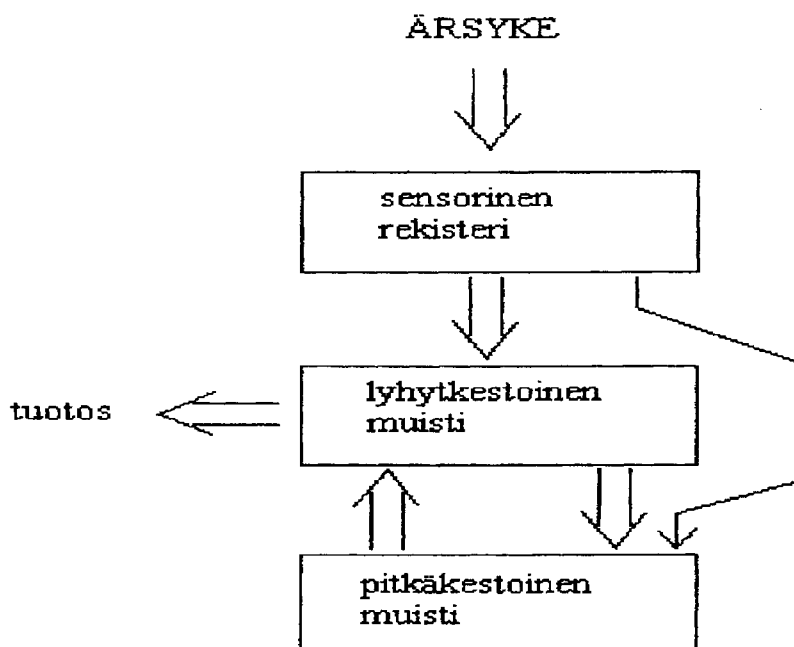 ÄRSYKE
sensorinen
rekisteri
lyhytkestoinen
muisti
tuotos
pitkäkestoinen
muisti